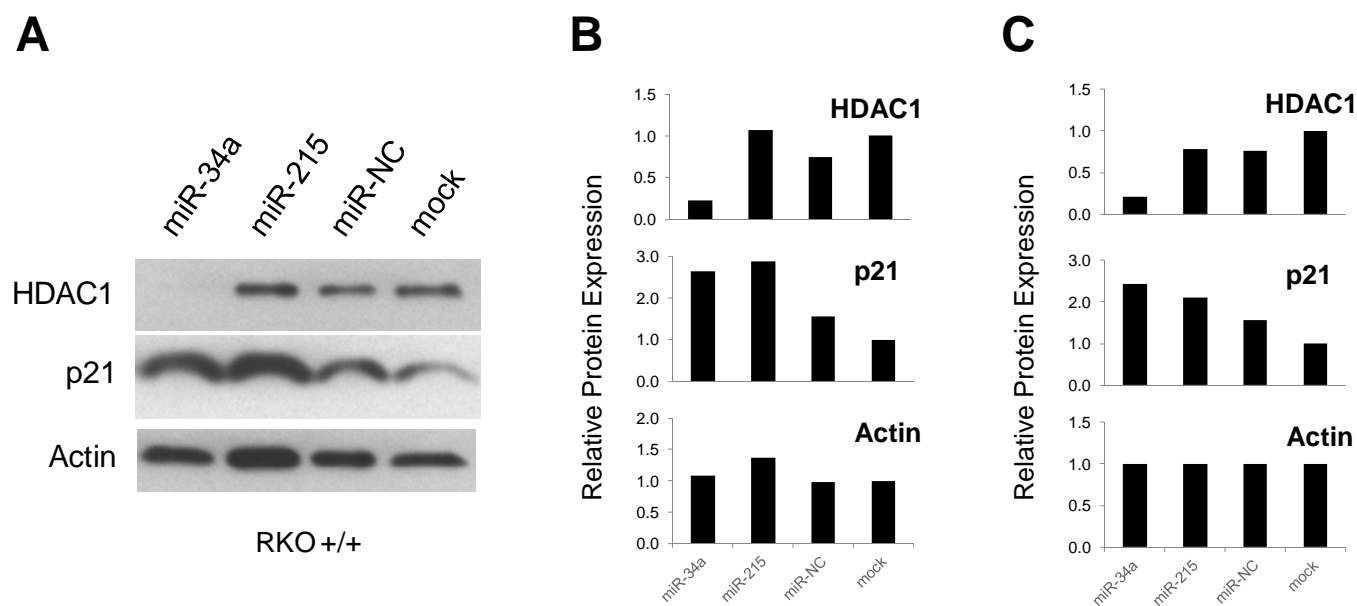 A
miR-34a
miR-215
miR-NC
mock
HDAC1
p21
Actin
RKO +/+
B
Relative Protein Expression
HDAC1
1.5
1.0
0.5
0.0
p21
3.0
2.0
1.0
0.0
Actin
2.0
1.5
1.0
0.5
0.0
miR-34a
miR-215
miR-NC
mock
C
Relative Protein Expression
HDAC1
1.5
1.0
0.5
0.0
p21
3.0
2.0
1.0
0.0
Actin
1.5
1.0
0.5
0.0
miR-34a
miR-215
miR-NC
mock